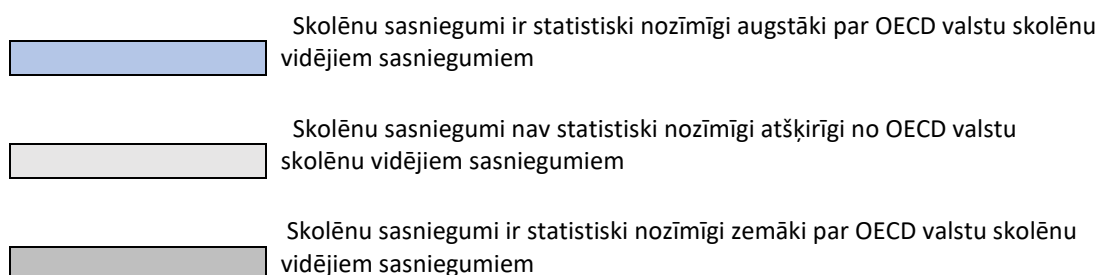 Skolēnu sasniegumi ir statistiski nozīmīgi augstāki par OECD valstu skolēnu
vidējiem sasniegumiem
Skolēnu sasniegumi nav statistiski nozīmīgi atšķirīgi no OECD valstu
skolēnu vidējiem sasniegumiem
Skolēnu sasniegumi ir statistiski nozīmīgi zemāki par OECD valstu skolēnu
vidējiem sasniegumiem